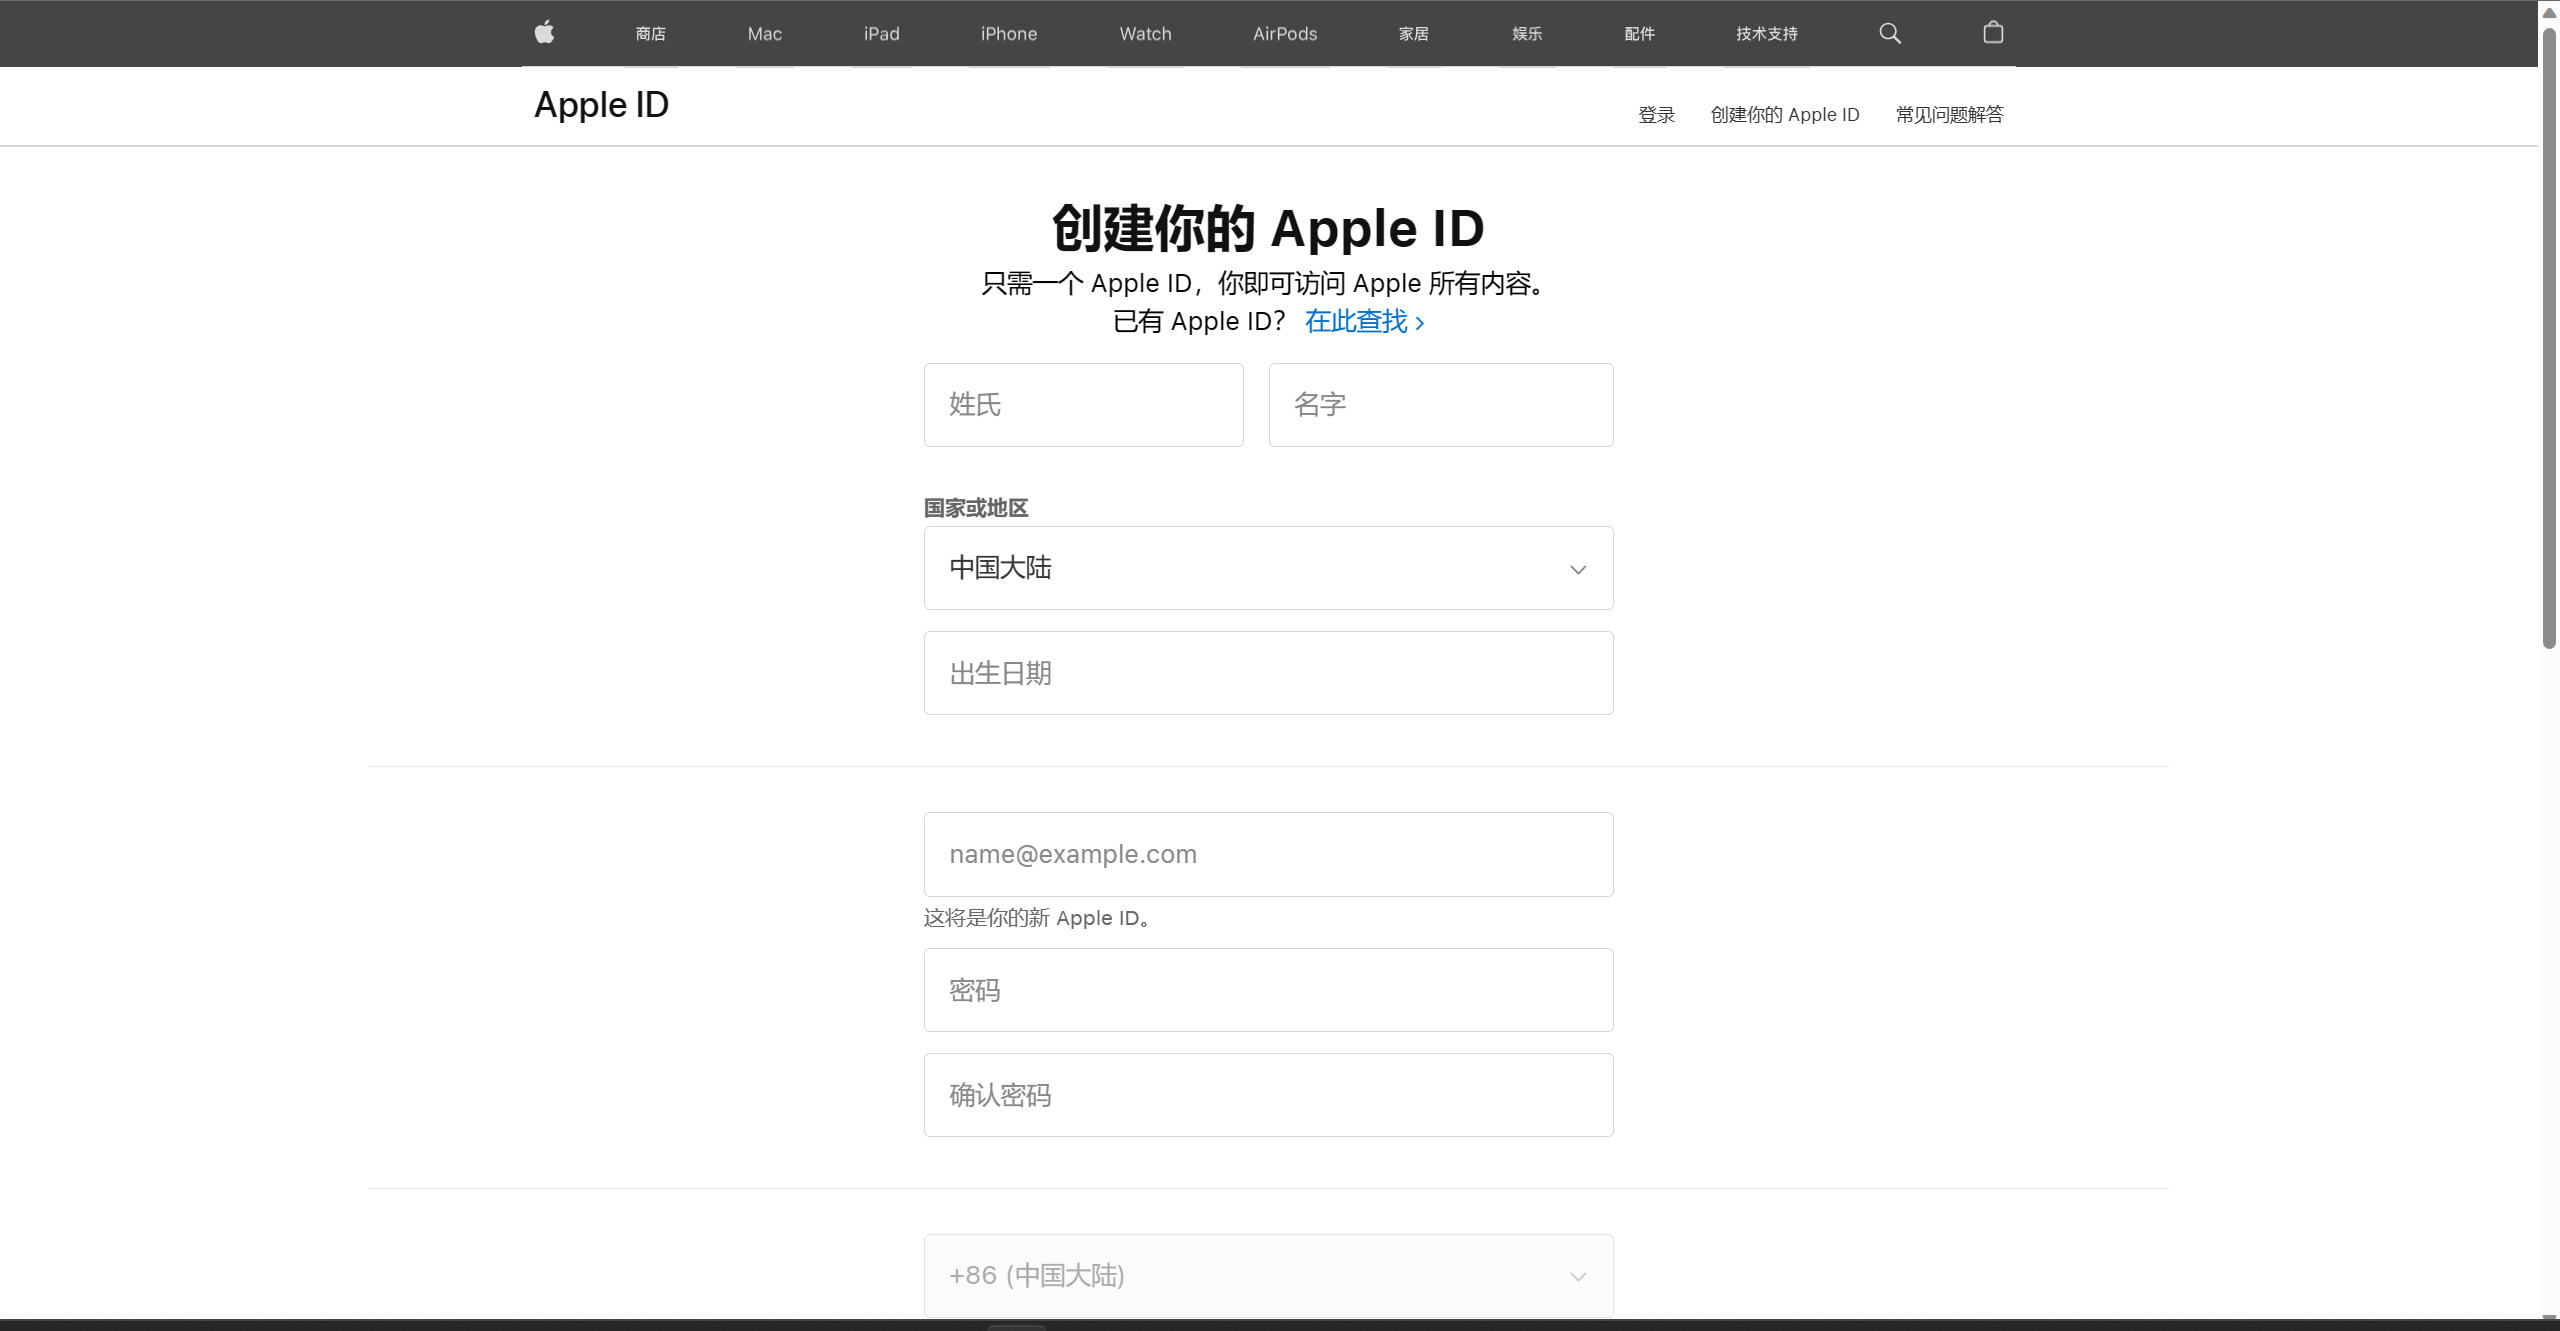 商店 Mac iPad iPhone Watch AirPods 家居 娱乐 配件 技术支持
Apple ID 登录 创建你的 Apple ID 常见问题解答
创建你的 Apple ID
只需一个 Apple ID，你即可访问 Apple 所有内容。
已有 Apple ID？ 在此查找 >
姓氏 名字
国家或地区
中国大陆
出生日期
name@example.com
这将是你的新 Apple ID。
密码
确认密码
+86 (中国大陆)